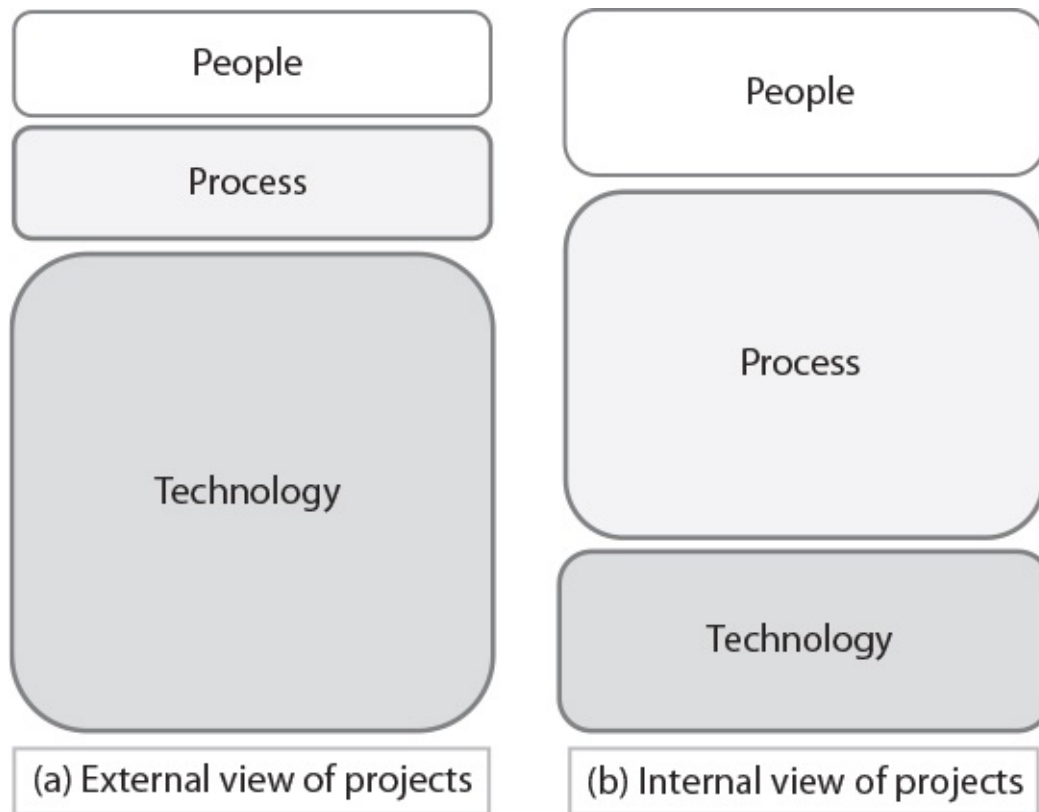 People
Process
Technology
(a) External view of projects
People
Process
Technology
(b) Internal view of projects